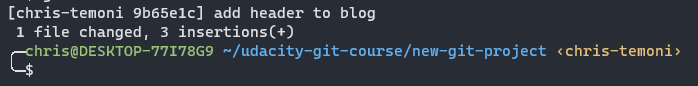 [chris-temoni 9b65e1c] add header to blog
 1 file changed, 3 insertions(+)
╭─chris@DESKTOP-77I78G9 ~/udacity-git-course/new-git-project ‹chris-temoni›
╰─$